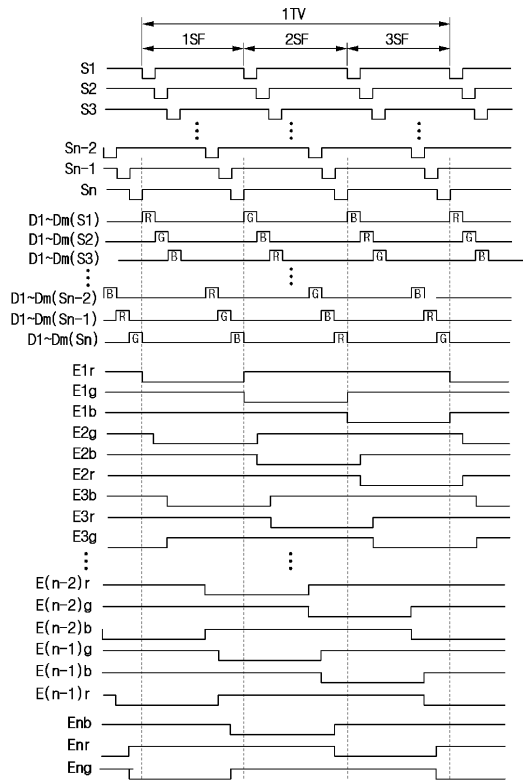 1TV
1SF 2SF 3SF
S1
S2
S3
Sn-2
Sn-1
Sn
D1~Dm(S1) R G B R
D1~Dm(S2) G B R G
D1~Dm(S3) B R G B
D1~Dm(Sn-2) B R G B
D1~Dm(Sn-1) R G B R
D1~Dm(Sn) G B R G
E1r
E1g
E1b
E2g
E2b
E2r
E3b
E3r
E3g
E(n-2)r
E(n-2)g
E(n-2)b
E(n-1)g
E(n-1)b
E(n-1)r
Enb
Enr
Eng